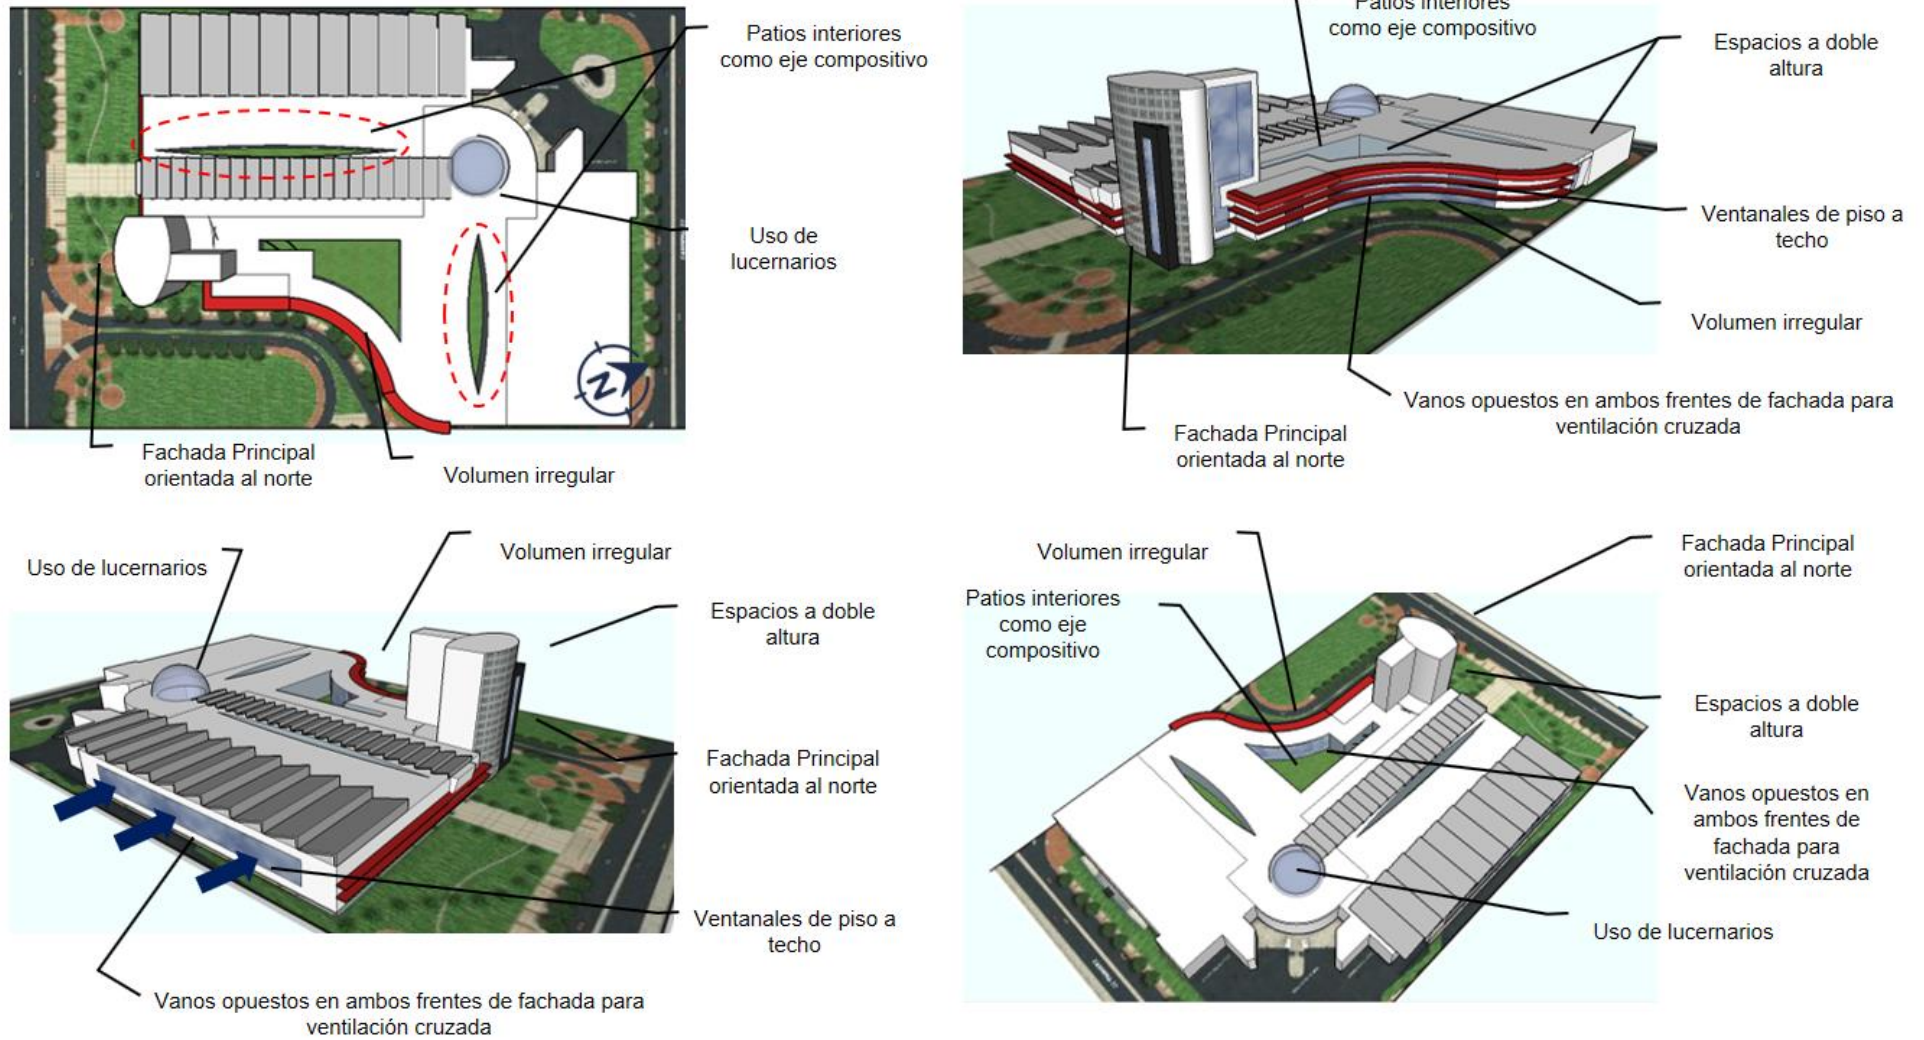 Patios interiores
como eje compositivo
Uso de
lucernarios
N
Fachada Principal
orientada al norte
Volumen irregular
Patios interiores
como eje compositivo
Espacios a doble
altura
Ventanales de piso a
techo
Volumen irregular
Vanos opuestos en ambos frentes de fachada para
ventilación cruzada
Fachada Principal
orientada al norte
Uso de lucernarios
Volumen irregular
Espacios a doble
altura
Fachada Principal
orientada al norte
Ventanales de piso a
techo
Vanos opuestos en ambos frentes de fachada para
ventilación cruzada
Volumen irregular
Patios interiores
como eje
compositivo
Fachada Principal
orientada al norte
Espacios a doble
altura
Vanos opuestos en
ambos frentes de
fachada para
ventilación cruzada
Uso de lucernarios